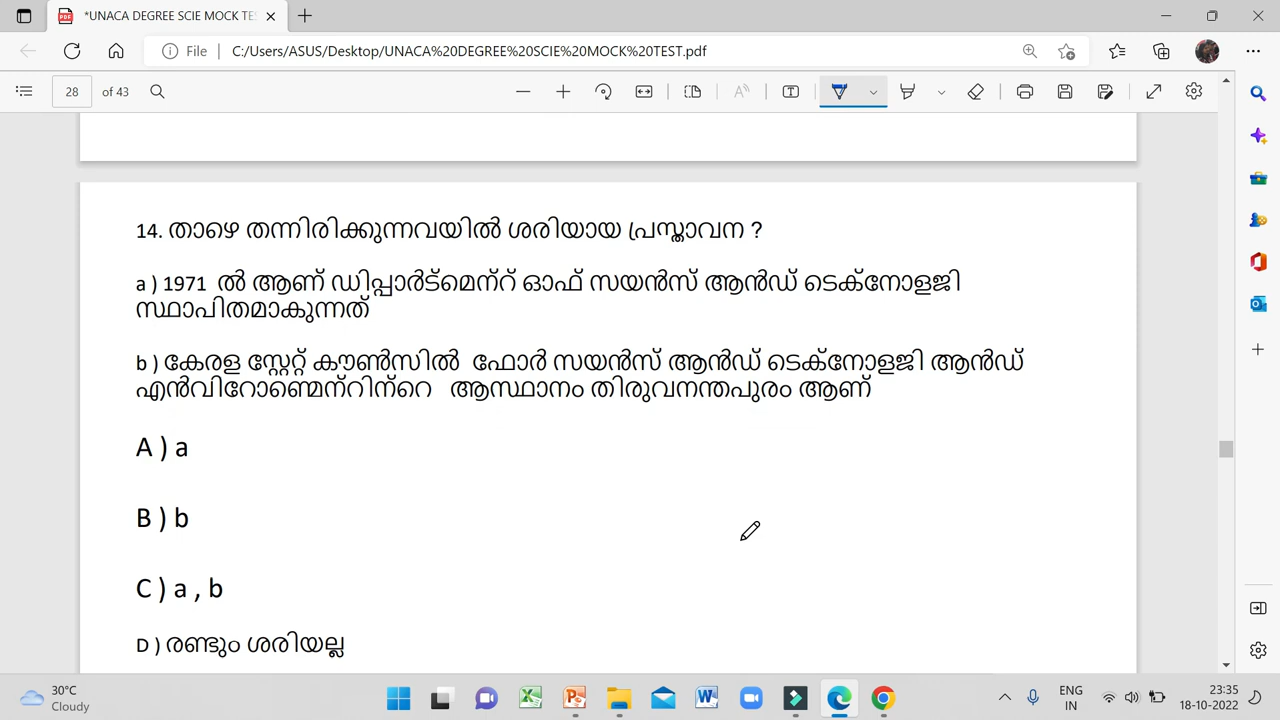 *UNACA DEGREE SCIE MOCK TES
File
C:/Users/ASUS/Desktop/UNACA%20DEGREE%20SCIE%20MOCK%20TEST.pdf
28 of 43
14. താഴെ തന്നിരിക്കുന്നവയിൽ ശരിയായ പ്രസ്താവന ?
a ) 1971 ൽ ആണ് ഡിപ്പാർട്മെന്റ് ഓഫ് സയൻസ് ആൻഡ് ടെക്നോളജി
സ്ഥാപിതമാകുന്നത്
b ) കേരള സ്റ്റേറ്റ് കൗൺസിൽ ഫോർ സയൻസ് ആൻഡ് ടെക്നോളജി ആൻഡ്
എൻവിറോണ്മെന്റിന്റെ ആസ്ഥാനം തിരുവനന്തപുരം ആണ്
A ) a
B ) b
C ) a , b
D ) രണ്ടും ശരിയല്ല
30°C
Cloudy
ENG
IN
23:35
18-10-2022